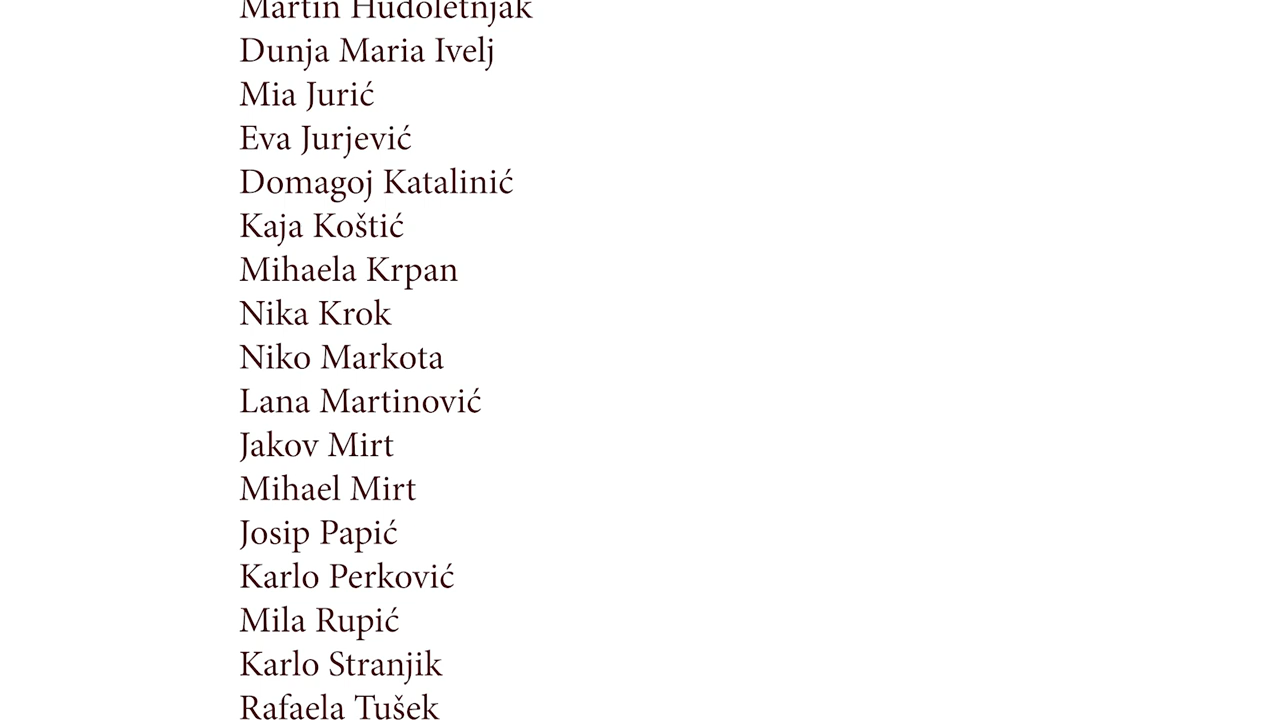 Martin Hudoletnjak
Dunja Maria Ivelj
Mia Jurić
Eva Jurjević
Domagoj Katalinić
Kaja Koštić
Mihaela Krpan
Nika Krok
Niko Markota
Lana Martinović
Jakov Mirt
Mihael Mirt
Josip Papić
Karlo Perković
Mila Rupić
Karlo Stranjik
Rafaela Tušek